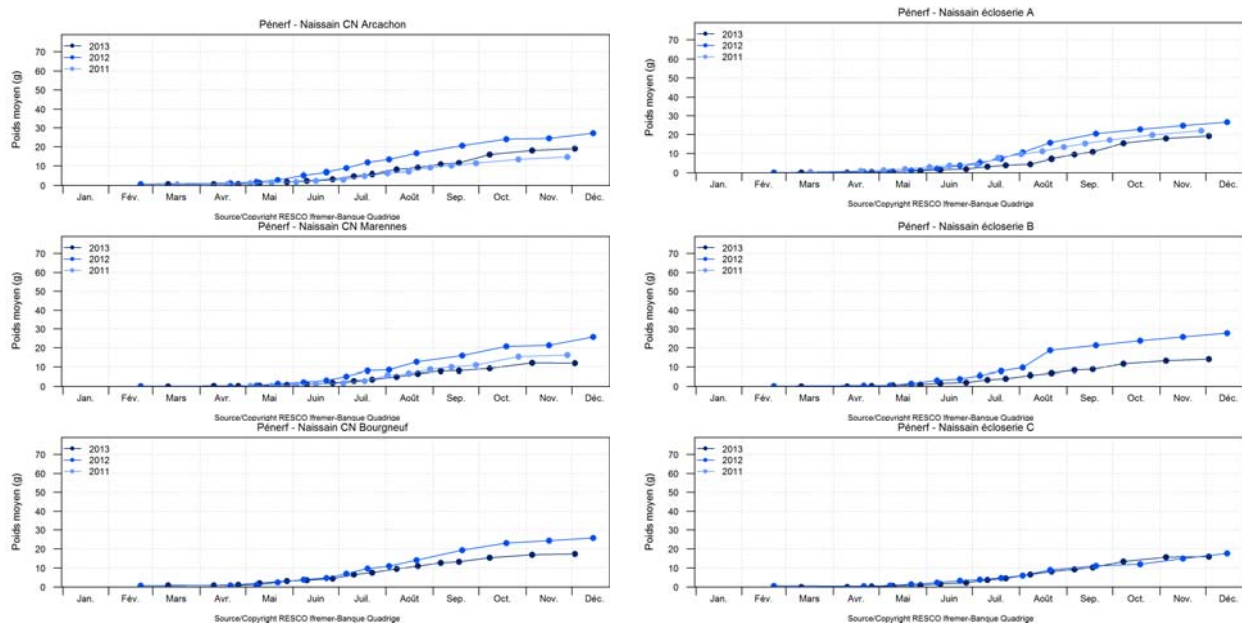 Pénerf - Naissain CN Arcachon
2013
2012
2011
Poids moyen (g)
70
60
50
40
30
20
10
0
Jan. Fév. Mars Avr. Mai Juin Juil. Août Sep. Oct. Nov. Déc.
Source/Copyright RESCO Ifremer-Banque Quadrige
Pénerf - Naissain écloserie A
2013
2012
2011
Poids moyen (g)
70
60
50
40
30
20
10
0
Jan. Fév. Mars Avr. Mai Juin Juil. Août Sep. Oct. Nov. Déc.
Source/Copyright RESCO Ifremer-Banque Quadrige
Pénerf - Naissain CN Marennes
2013
2012
2011
Poids moyen (g)
70
60
50
40
30
20
10
0
Jan. Fév. Mars Avr. Mai Juin Juil. Août Sep. Oct. Nov. Déc.
Source/Copyright RESCO Ifremer-Banque Quadrige
Pénerf - Naissain écloserie B
2013
2012
2011
Poids moyen (g)
70
60
50
40
30
20
10
0
Jan. Fév. Mars Avr. Mai Juin Juil. Août Sep. Oct. Nov. Déc.
Source/Copyright RESCO Ifremer-Banque Quadrige
Pénerf - Naissain CN Bourgneuf
2013
2012
2011
Poids moyen (g)
70
60
50
40
30
20
10
0
Jan. Fév. Mars Avr. Mai Juin Juil. Août Sep. Oct. Nov. Déc.
Source/Copyright RESCO Ifremer-Banque Quadrige
Pénerf - Naissain écloserie C
2013
2012
2011
Poids moyen (g)
70
60
50
40
30
20
10
0
Jan. Fév. Mars Avr. Mai Juin Juil. Août Sep. Oct. Nov. Déc.
Source/Copyright RESCO Ifremer-Banque Quadrige